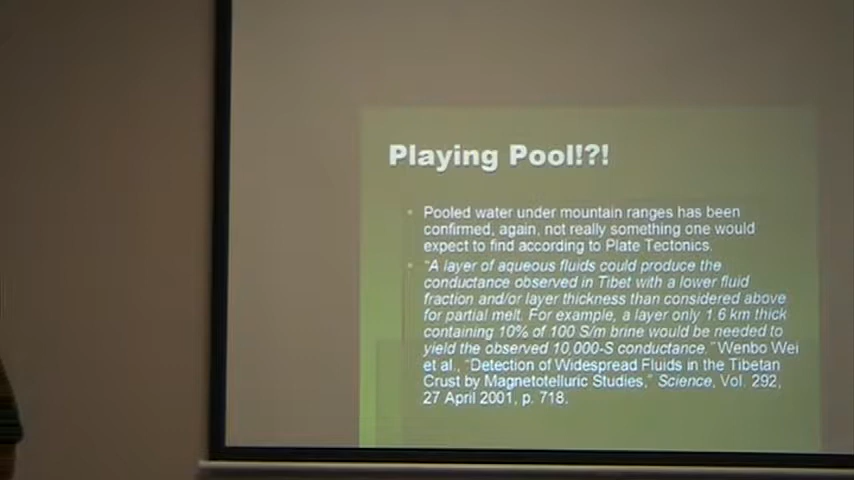 Playing Pool!?!
Pooled water under mountain ranges has been
confirmed, again, not really something one would
expect to find according to Plate Tectonics.
"A layer of aqueous fluids could produce the
conductance observed in Tibet with a lower fluid
fraction and/or layer thickness than considered above
for partial melt. For example, a layer only 1.6 km thick
containing 10% of 100 S/m brine would be needed to
yield the observed 10,000-S conductance." Wenbo Wei
et al., "Detection of Widespread Fluids in the Tibetan
Crust by Magnetotelluric Studies," Science, Vol. 292,
27 April 2001, p. 718.